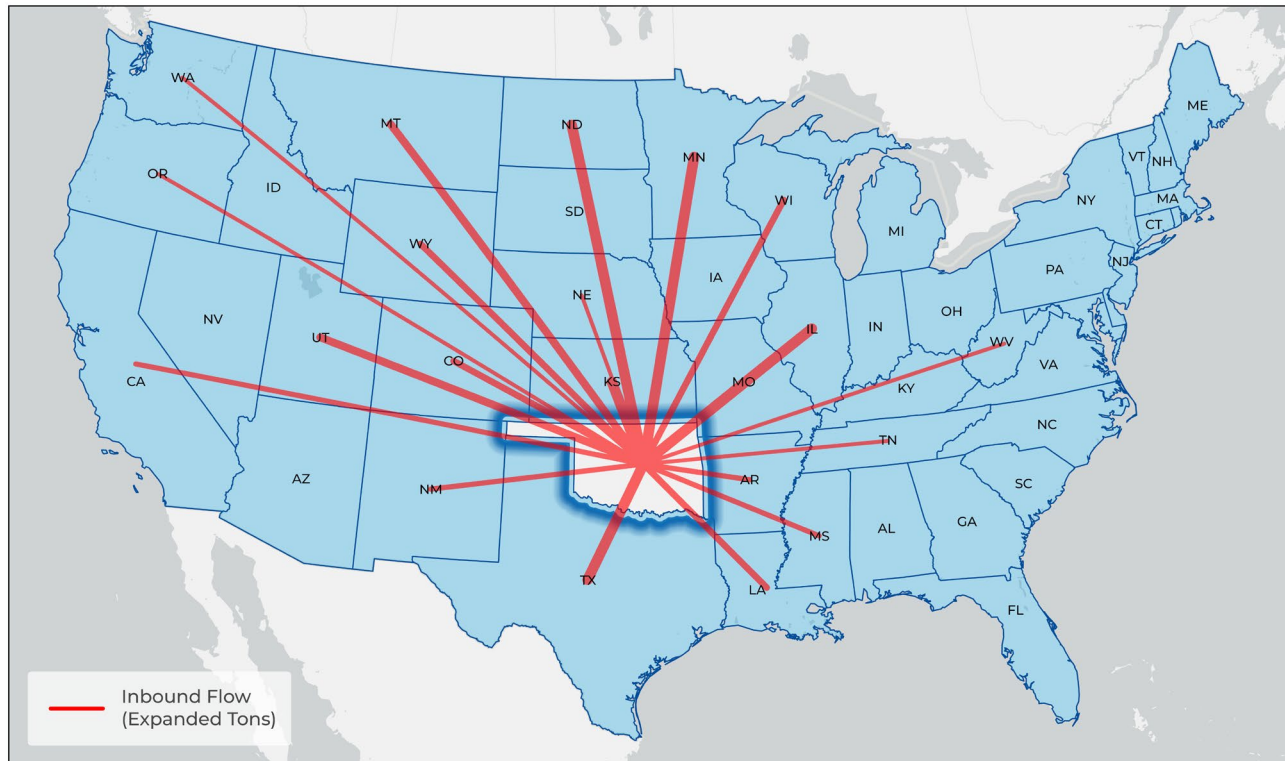 WA
MT
ND
ME
MN
VT
NH
OR
ID
WI
NY
MA
SD
MI
CT
WY
IA
PA
NJ
NE
OH
NV
UT
IL
IN
WV
CO
VA
CA
KS
MO
KY
NC
TN
AZ
NM
AR
SC
MS
AL
GA
TX
LA
FL
Inbound Flow
(Expanded Tons)